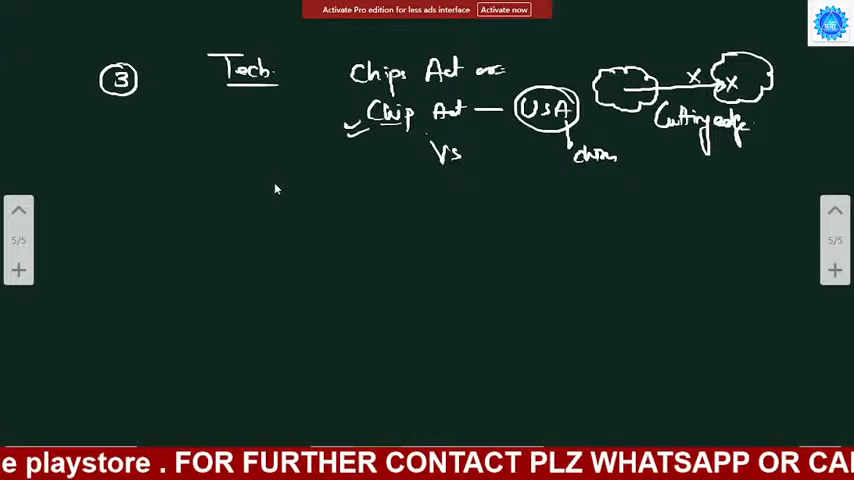 Activate Pro edition for less ads interface Activate now
③ Tech. Chips Act
Chip Act — USA
Cutting edge
Vs
5/5
5/5
e playstore . FOR FURTHER CONTACT PLZ WHATSAPP OR CAL